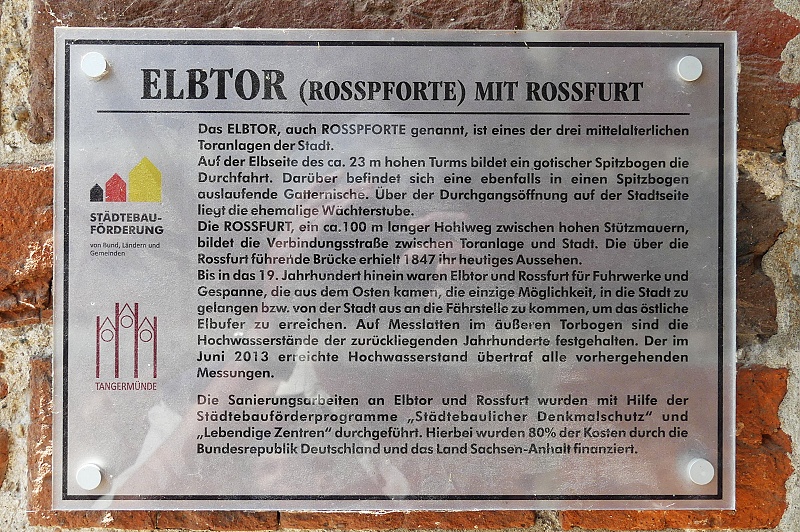 ELBTOR (ROSSPFORTE) MIT ROSSFURT
Das ELBTOR, auch ROSSPFORTE genannt, ist eines der drei mittelalterlichen
Toranlagen der Stadt.
Auf der Elbseite des ca. 23 m hohen Turms bildet ein gotischer Spitzbogen die
Durchfahrt. Darüber befindet sich eine ebenfalls in einen Spitzbogen
auslaufende Gatternische. Über der Durchgangsöffnung auf der Stadtseite
liegt die ehemalige Wächterstube.
Die ROSSFURT, ein ca.100 m langer Hohlweg zwischen hohen Stützmauern,
bildet die Verbindungsstraße zwischen Toranlage und Stadt. Die über die
Rossfurt führende Brücke erhielt 1847 ihr heutiges Aussehen.
Bis in das 19. Jahrhundert hinein waren Elbtor und Rossfurt für Fuhrwerke und
Gespanne, die aus dem Osten kamen, die einzige Möglichkeit, in die Stadt zu
gelangen bzw. von der Stadt aus an die Fährstelle zu kommen, um das östliche
Elbufer zu erreichen. Auf Messlatten im äußeren Torbogen sind die
Hochwasserstände der zurückliegenden Jahrhunderte festgehalten. Der im
Juni 2013 erreichte Hochwasserstand übertraf alle vorhergehenden
Messungen.
Die Sanierungsarbeiten an Elbtor und Rossfurt wurden mit Hilfe der
Städtebauförderprogramme „Städtebaulicher Denkmalschutz“ und
„Lebendige Zentren“ durchgeführt. Hierbei wurden 80% der Kosten durch die
Bundesrepublik Deutschland und das Land Sachsen-Anhalt finanziert.
STÄDTEBAU-
FÖRDERUNG
von Bund, Ländern und
Gemeinden
TANGERMÜNDE